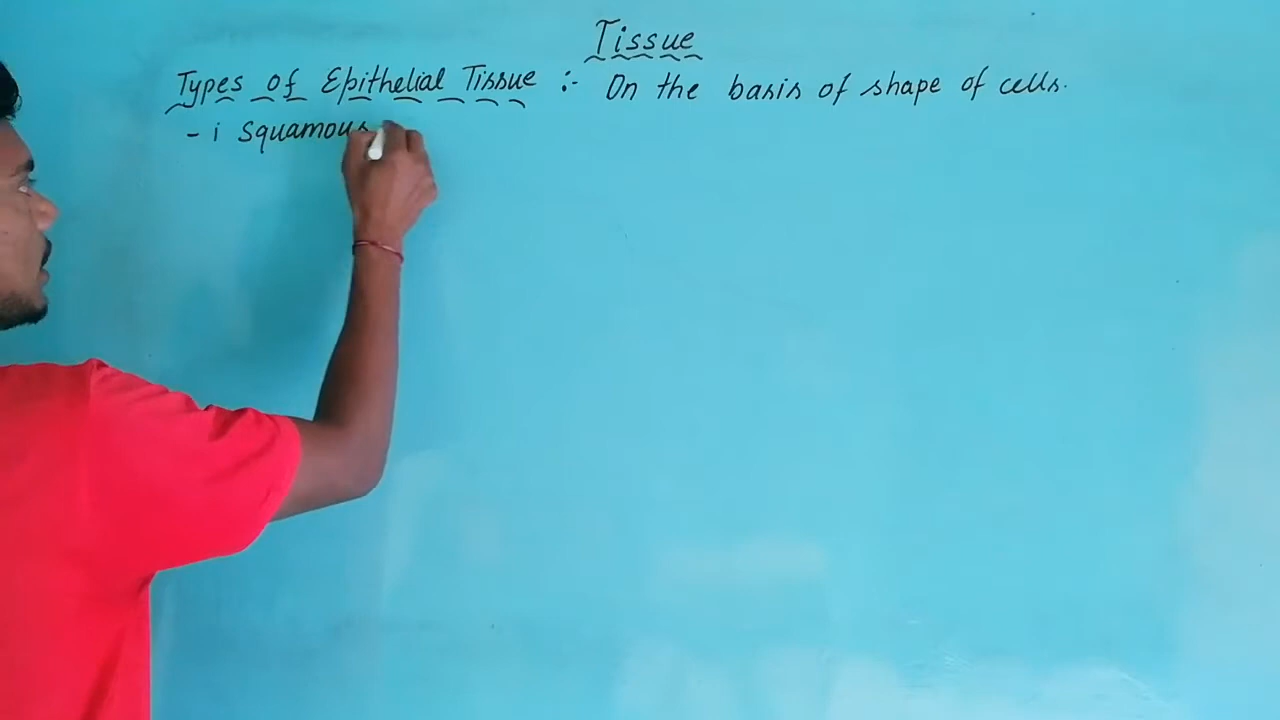 Tissue
Types of Epithelial Tissue :- On the basis of shape of cells.
- i Squamous